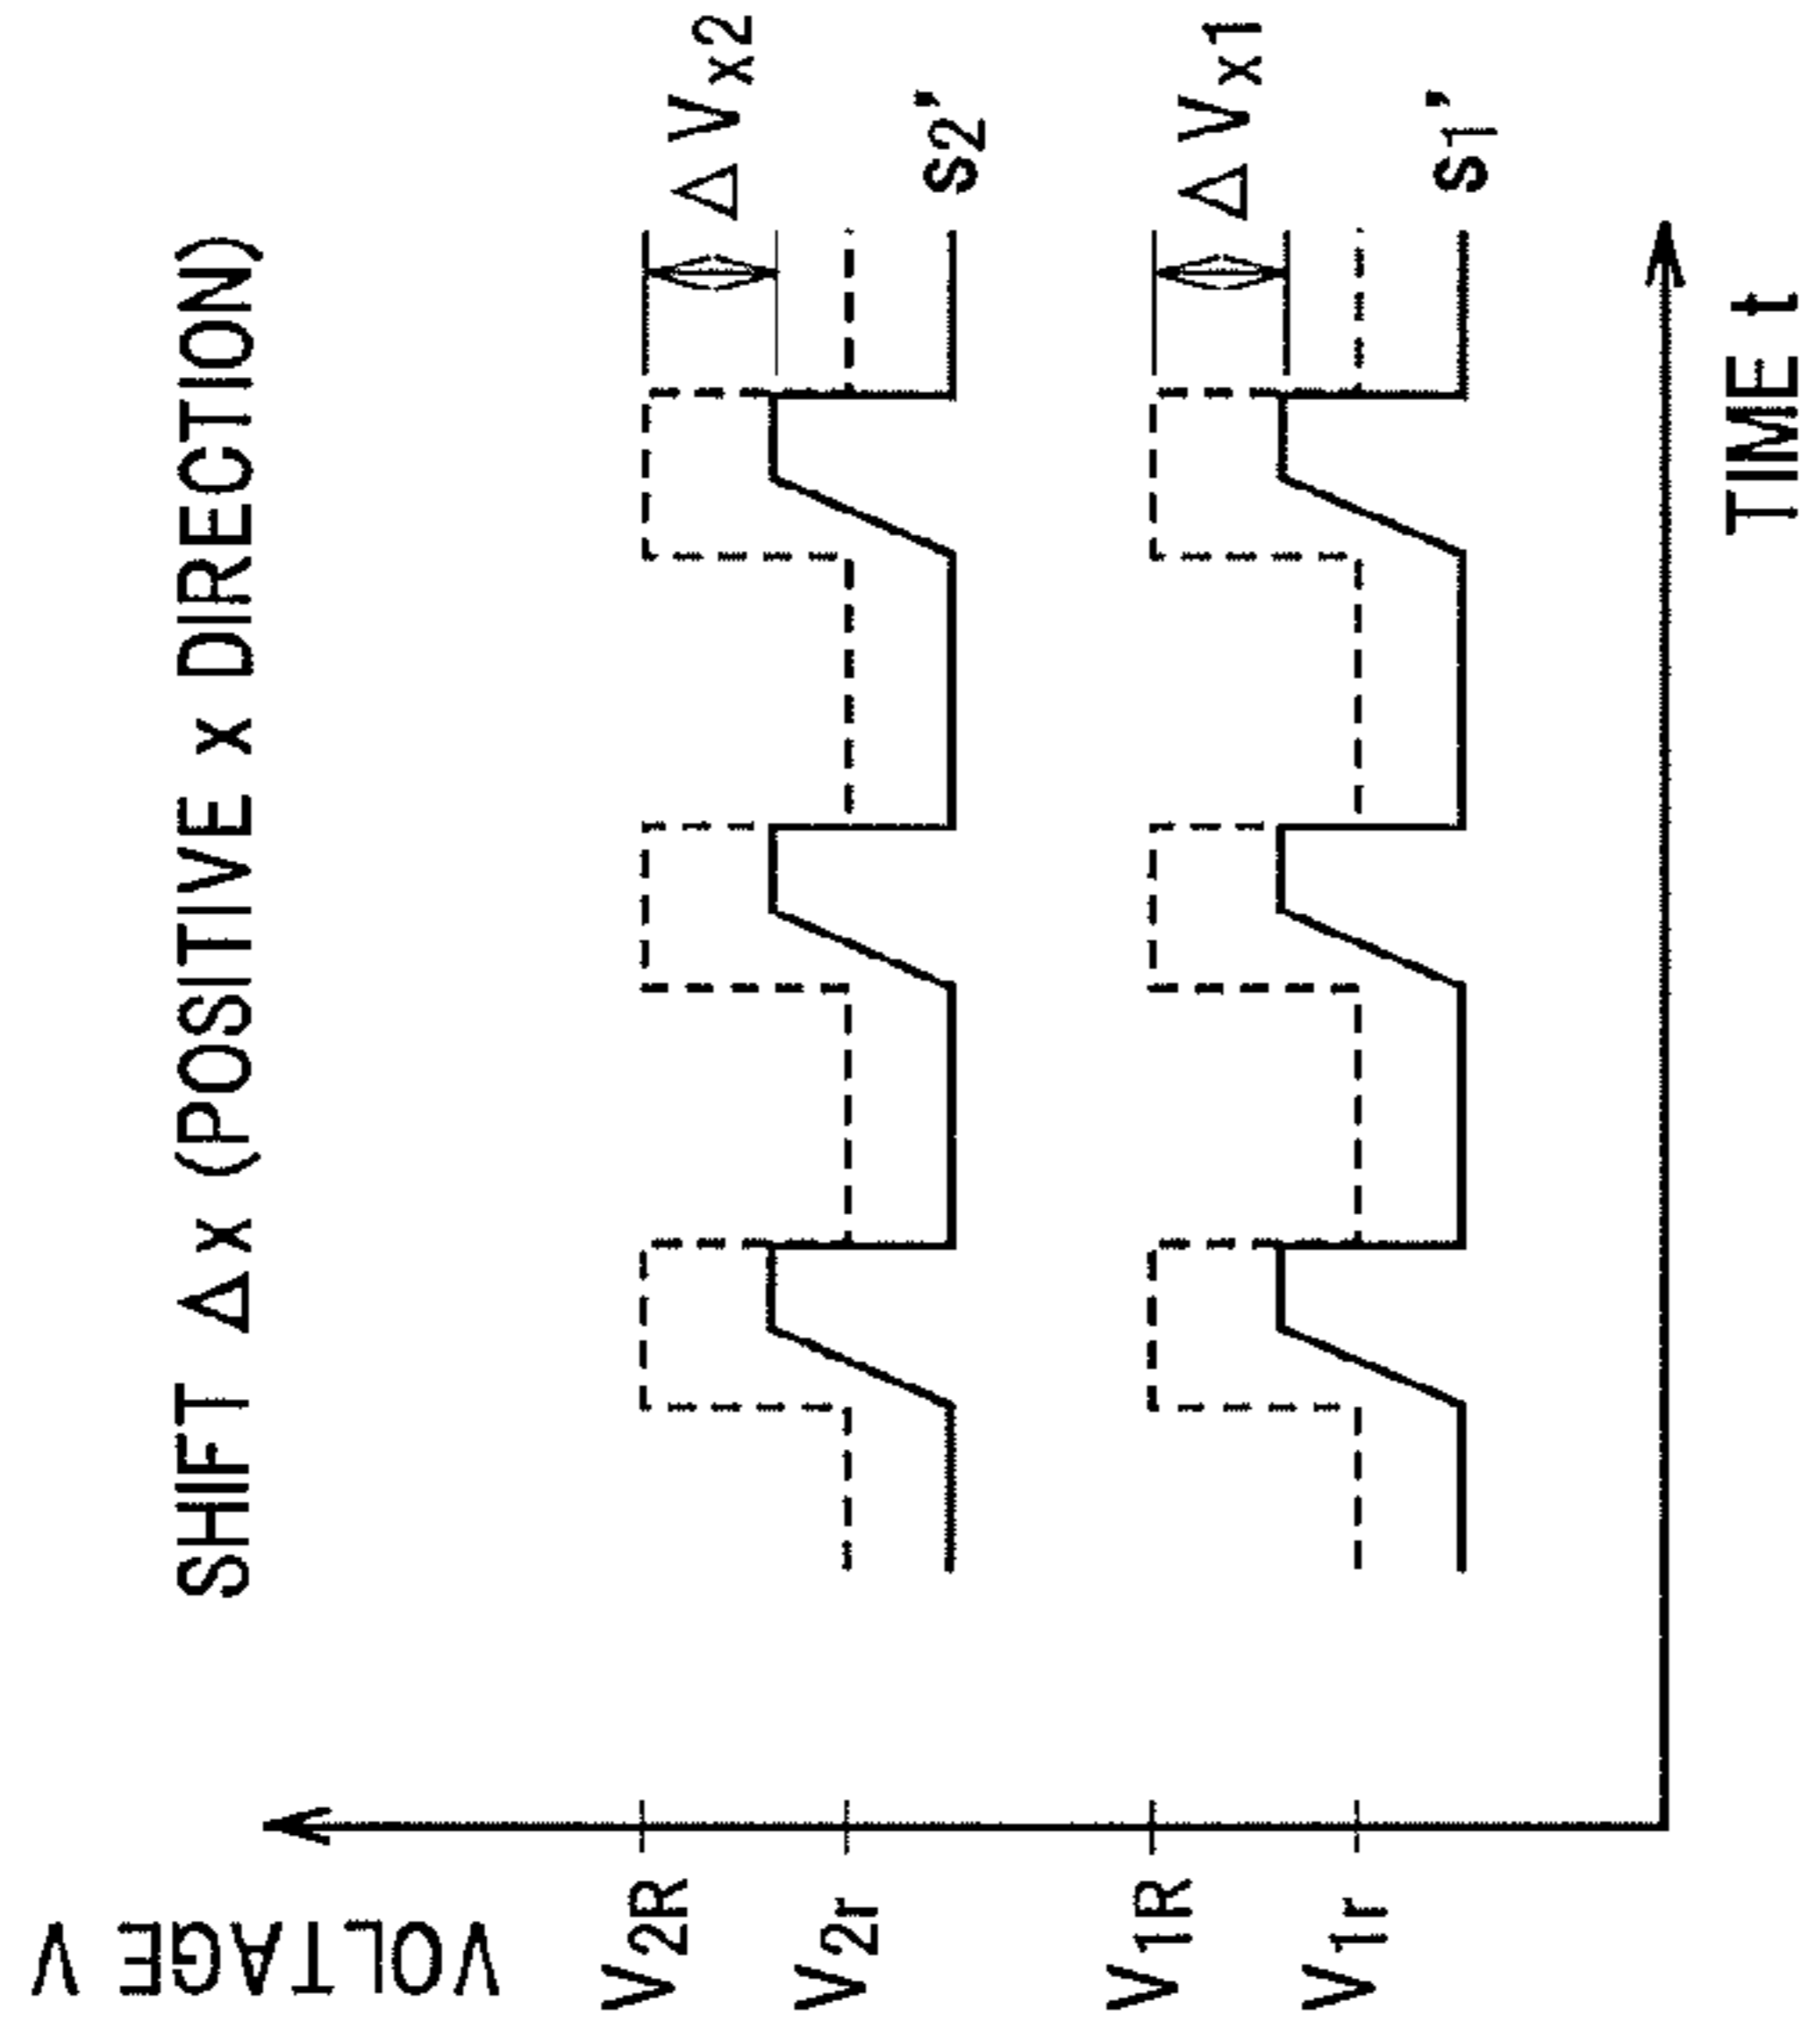 SHIFT Δx (POSITIVE x DIRECTION)
VOLTAGE V
V2R
V2r
V1R
V1r
ΔVx2
S2'
ΔVx1
S1'
TIME t